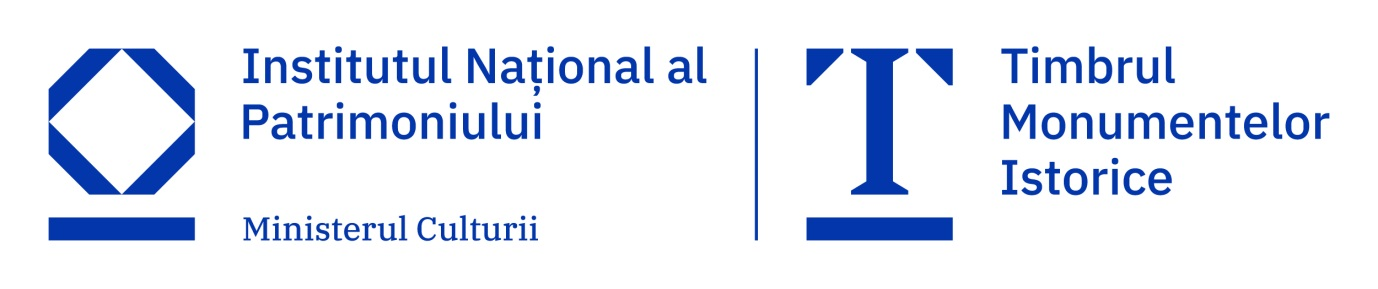 Institutul Național al
Patrimoniului
Ministerul Culturii
T
Timbrul
Monumentelor
Istorice